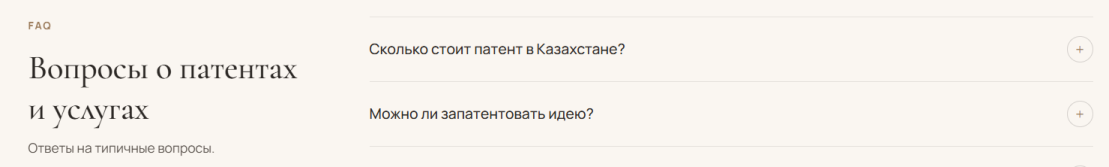 FAQ
Вопросы о патентах
и услугах
Ответы на типичные вопросы.
Сколько стоит патент в Казахстане?
+
Можно ли запатентовать идею?
+